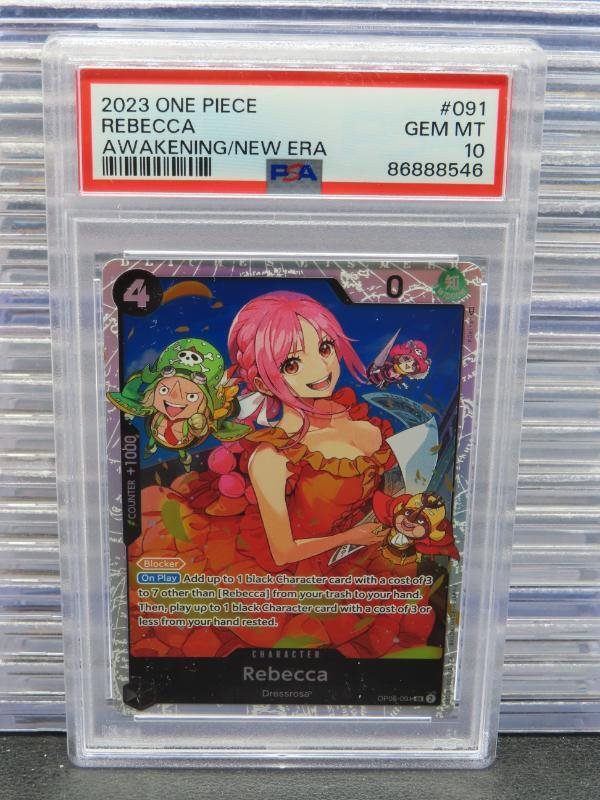 2023 ONE PIECE #091
REBECCA GEM MT
AWAKENING/NEW ERA 10
PSA 86888546
4
0
知
COUNTER +1000
Blocker
On Play Add up to 1 black Character card with a cost of 3
to 7 other than [Rebecca] from your trash to your hand.
Then, play up to 1 black Character card with a cost of 3 or
less from your hand rested.
CHARACTER
Rebecca
Dressrosa